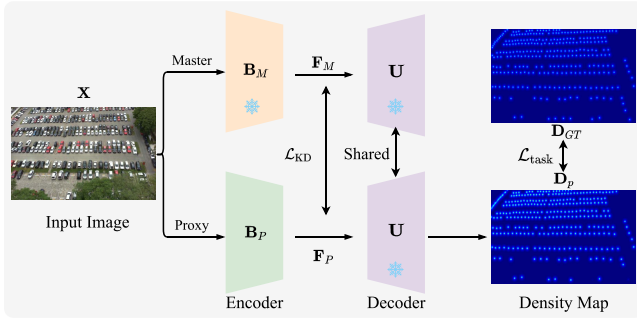 X
Input Image
Master
Proxy
B_M
B_P
Encoder
F_M
L_KD
F_P
U
Shared
U
Decoder
D_GT
L_task
D_p
Density Map